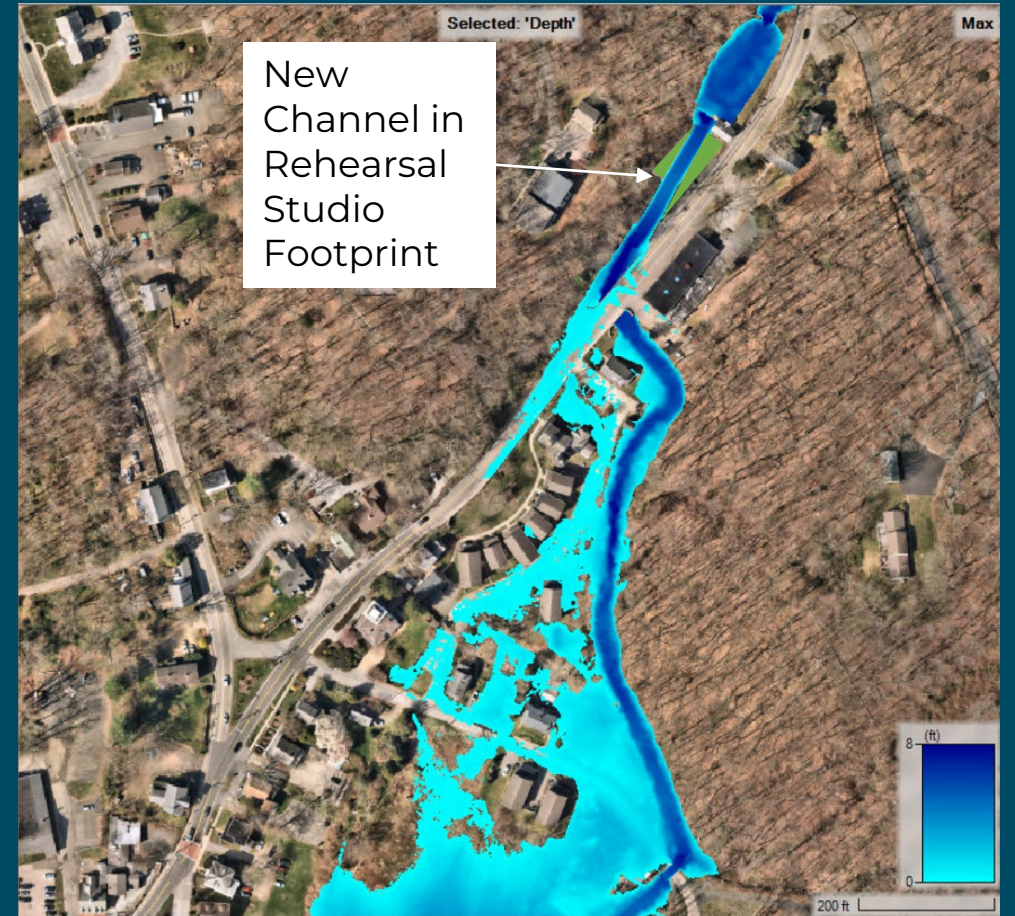 Selected: 'Depth'
Max
New
Channel in
Rehearsal
Studio
Footprint
(ft)
8
0
200 ft